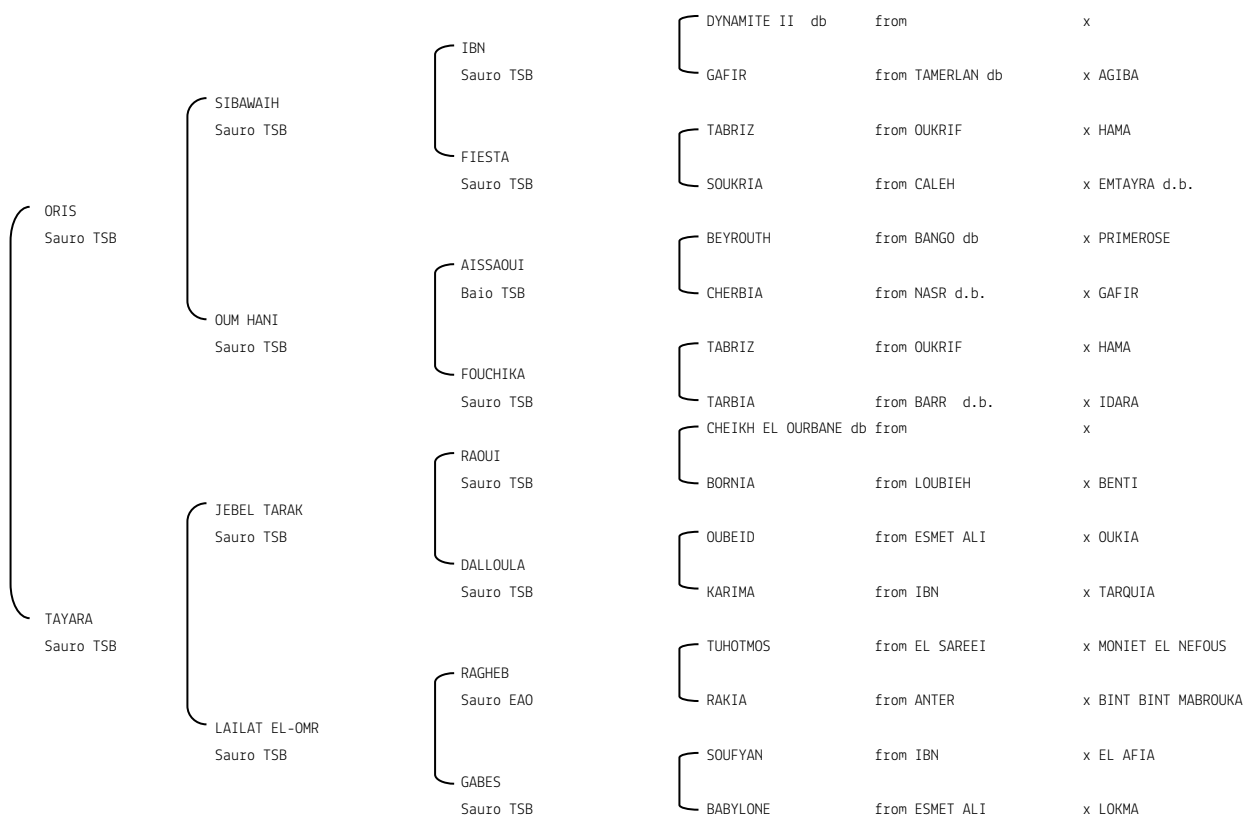 DYNAMITE II db from x
IBN
Sauro TSB GAFIR from TAMERLAN db x AGIBA
SIBAWAIH
Sauro TSB TABRIZ from OUKRIF x HAMA
FIESTA
Sauro TSB SOUKRIA from CALEH x EMTAYRA d.b.
ORIS
Sauro TSB BEYROUTH from BANGO db x PRIMEROSE
AISSAOUI
Baio TSB CHERBIA from NASR d.b. x GAFIR
OUM HANI
Sauro TSB TABRIZ from OUKRIF x HAMA
FOUCHIKA
Sauro TSB TARBIA from BARR d.b. x IDARA
CHEIKH EL OURBANE db from x
RAOUI
Sauro TSB BORNIA from LOUBIEH x BENTI
JEBEL TARAK
Sauro TSB OUBEID from ESMET ALI x OUKIA
DALLOULA
Sauro TSB KARIMA from IBN x TARQUIA
TAYARA
Sauro TSB TUHOTMOS from EL SAREEI x MONIET EL NEFOUS
RAGHEB
Sauro EAO RAKIA from ANTER x BINT BINT MABROUKA
LAILAT EL-OMR
Sauro TSB SOUFYAN from IBN x EL AFIA
GABES
Sauro TSB BABYLONE from ESMET ALI x LOKMA